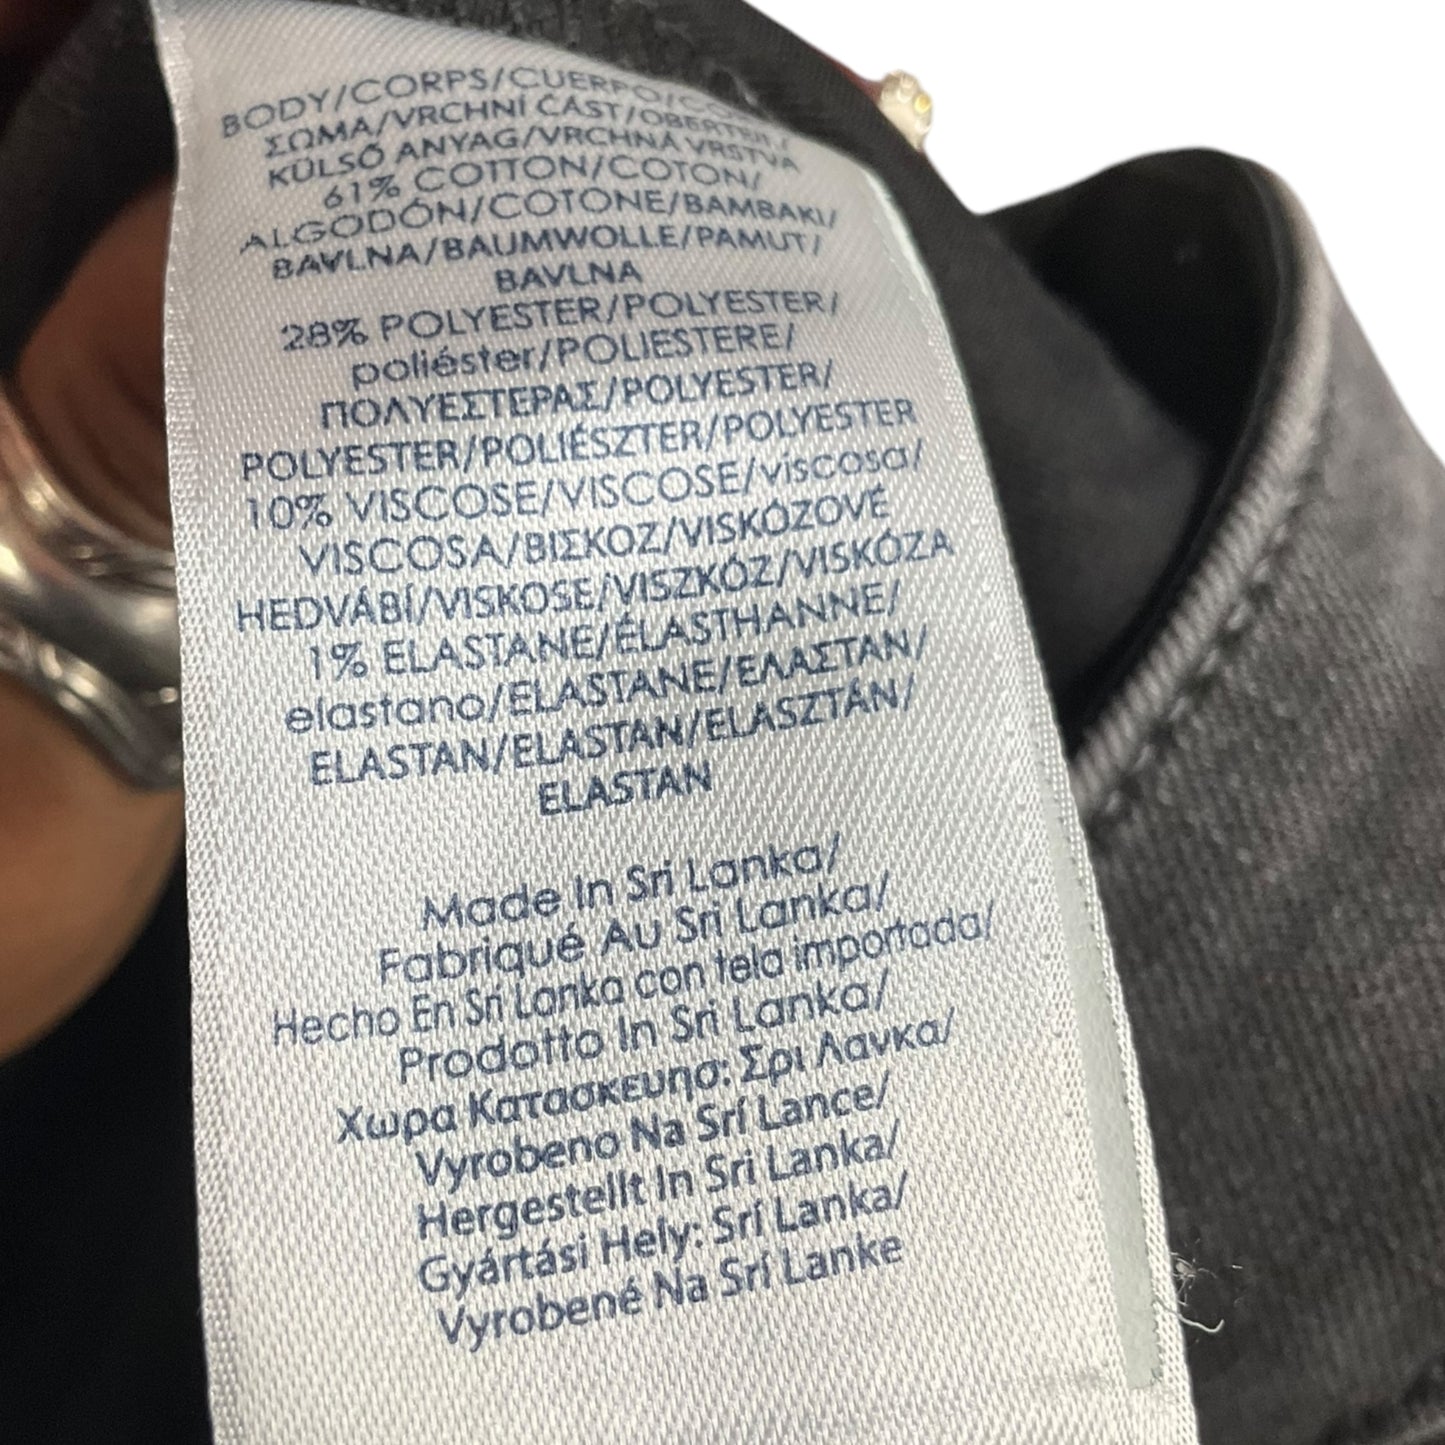 BODY/CORPS/CUERPO/
ΣΩΜΑ/VRCHNÍ ČÁST/OBERTEIL/
KÜLSŐ ANYAG/VRCHNÁ VRSTVA
61% COTTON/COTON/
ALGODÓN/COTONE/BAMBAKI/
BAVLNA/BAUMWOLLE/PAMUT/
BAVLNA
28% POLYESTER/POLYESTER/
poliéster/POLIESTERE/
ΠΟΛΥΕΣΤΕΡΑΣ/POLYESTER/
POLYESTER/POLIÉSZTER/POLYESTER
10% VISCOSE/VISCOSE/viscosa/
VISCOSA/ΒΙΣΚΟΖ/VISKÓZOVÉ
HEDVÁBÍ/VISKOSE/VISZKÓZ/VISKÓZA
1% ELASTANE/ÉLASTHANNE/
elastano/ELASTANE/ΕΛΑΣΤΑΝ/
ELASTAN/ELASTAN/ELASZTÁN/
ELASTAN
Made In Sri Lanka/
Fabriqué Au Sri Lanka/
Hecho En Sri Lanka con tela importada/
Prodotto In Sri Lanka/
Χωρα Κατασκευησ: Σρι Λανκα/
Vyrobeno Na Srí Lance/
Hergestellt In Sri Lanka/
Gyártási Hely: Srí Lanka/
Vyrobené Na Srí Lanke